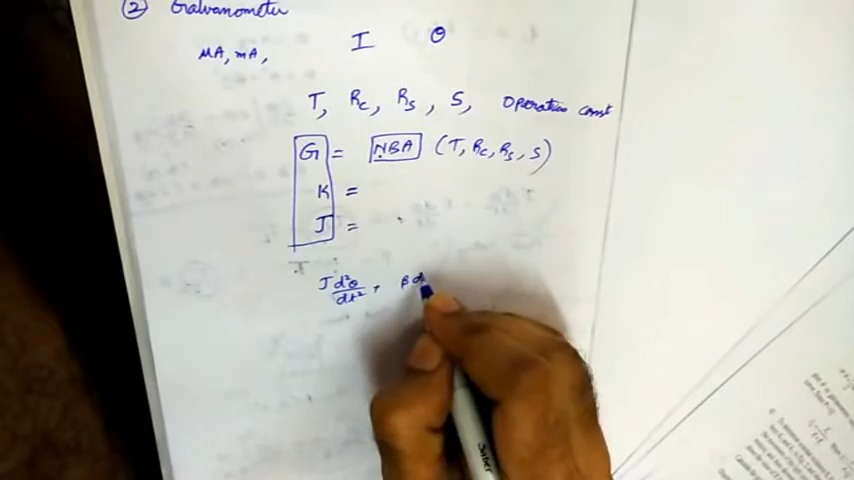 ② Galvanometer
μA, mA, I θ
T, Rc, Rs, S, Operation const
G = NBA (T, Rc, Rs, S)
K =
J =
J d²θ/dt² + β d